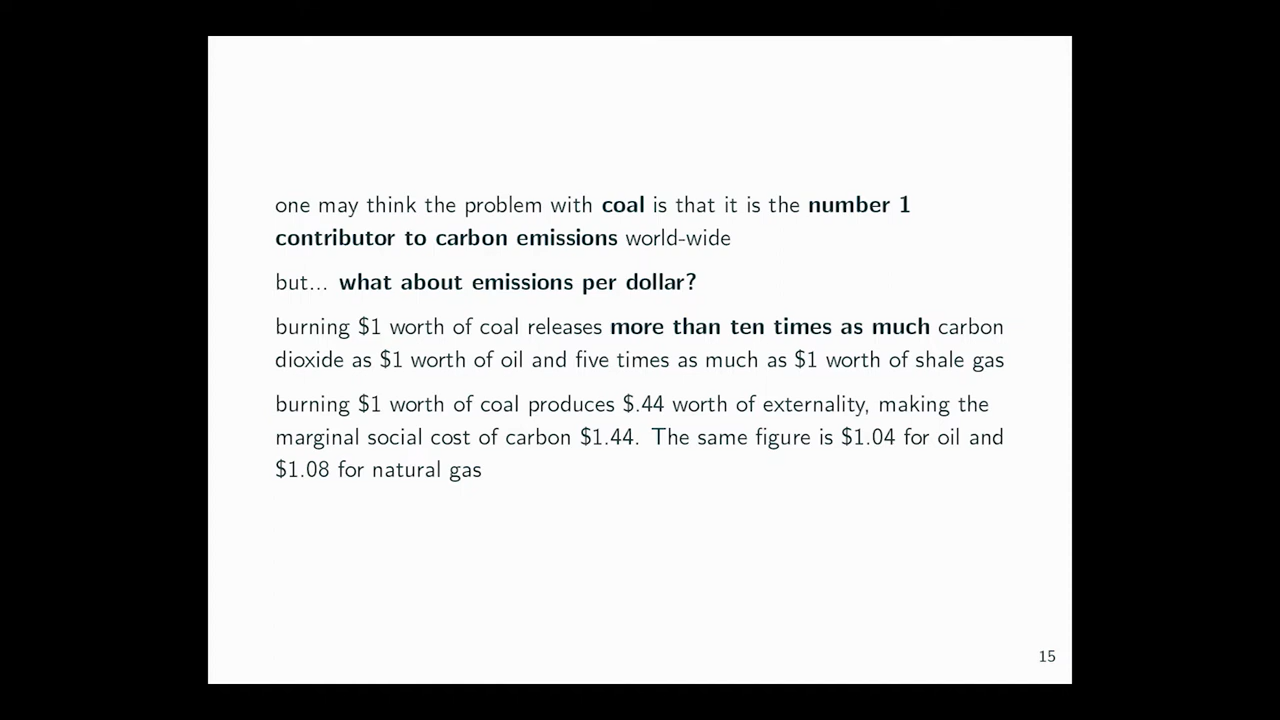 one may think the problem with coal is that it is the number 1
contributor to carbon emissions world-wide
but... what about emissions per dollar?
burning $1 worth of coal releases more than ten times as much carbon
dioxide as $1 worth of oil and five times as much as $1 worth of shale gas
burning $1 worth of coal produces $.44 worth of externality, making the
marginal social cost of carbon $1.44. The same figure is $1.04 for oil and
$1.08 for natural gas
15